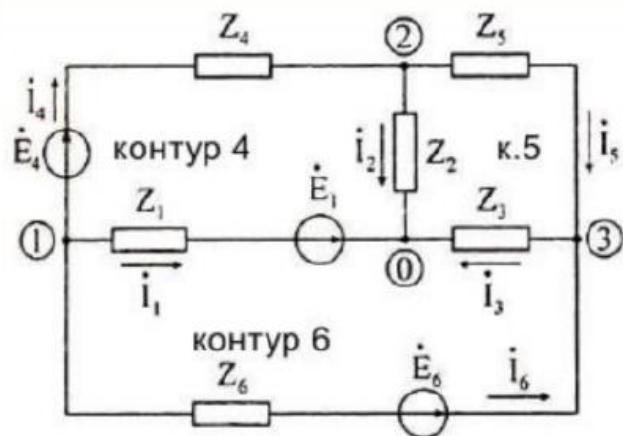 Z4 ② Z5
İ4
Ė4 контур 4 İ2 Z2 к.5 İ5
Z1 Ė1 Z3
① ⓪ ③
İ1 İ3
контур 6
Z6 Ė6 İ6